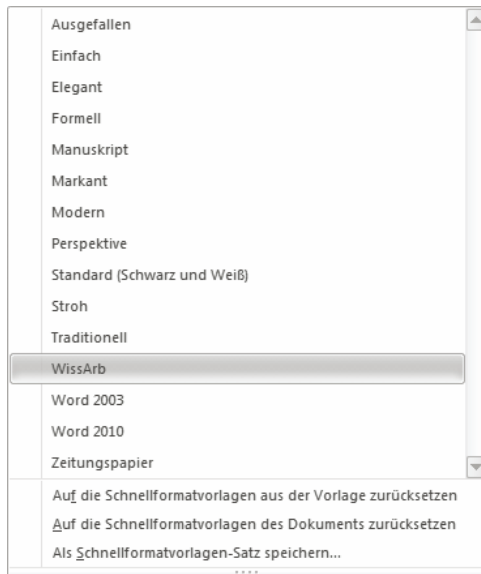 Ausgefallen
Einfach
Elegant
Formell
Manuskript
Markant
Modern
Perspektive
Standard (Schwarz und Weiß)
Stroh
Traditionell
WissArb
Word 2003
Word 2010
Zeitungspapier
Auf die Schnellformatvorlagen aus der Vorlage zurücksetzen
Auf die Schnellformatvorlagen des Dokuments zurücksetzen
Als Schnellformatvorlagen-Satz speichern...